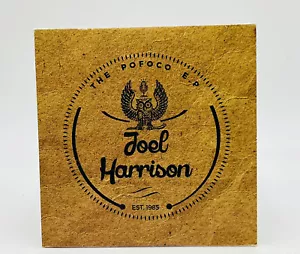 THE POFOCO E.P
Joel
Harrison
EST. 1985